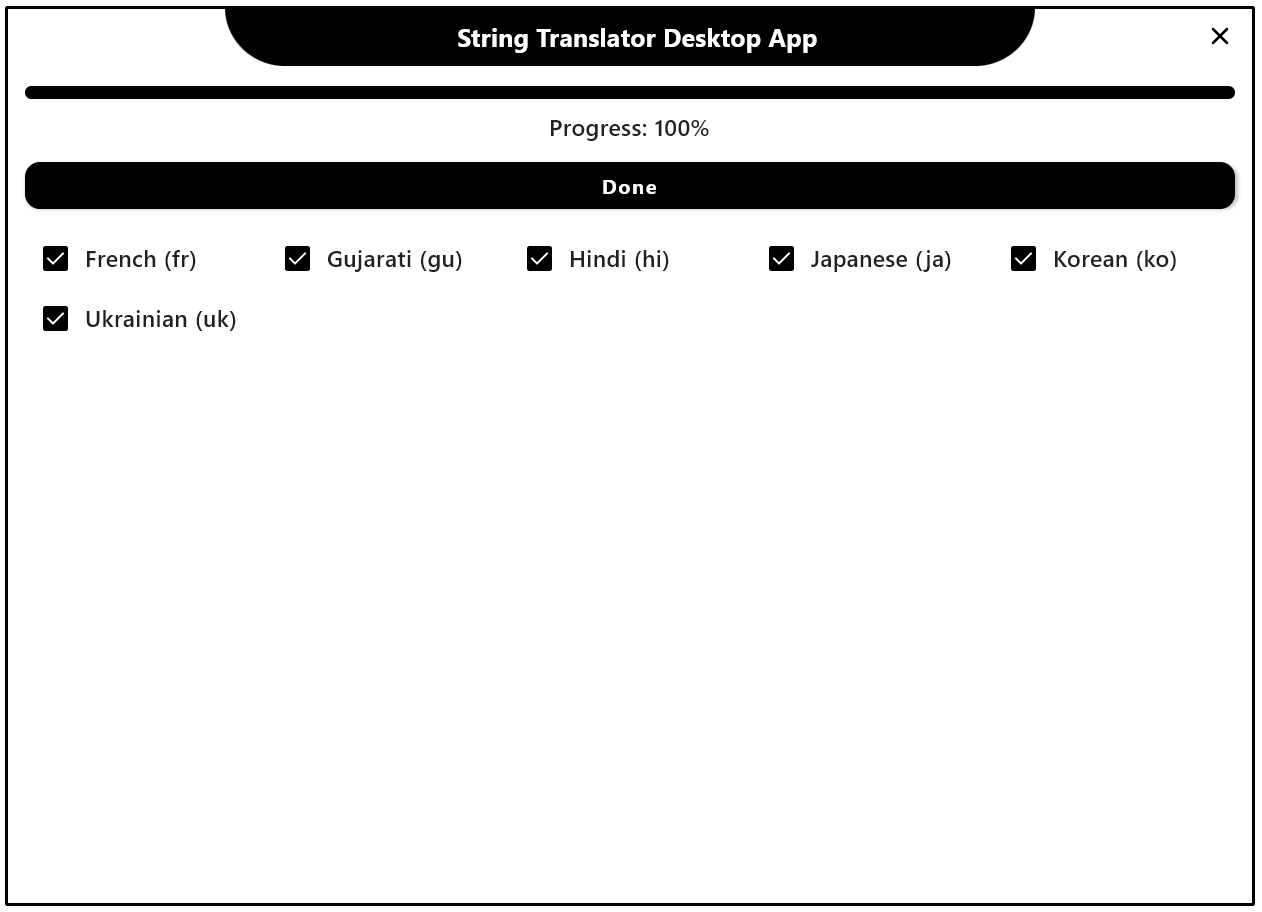 String Translator Desktop App
Progress: 100%
Done
French (fr) Gujarati (gu) Hindi (hi) Japanese (ja) Korean (ko)
Ukrainian (uk)